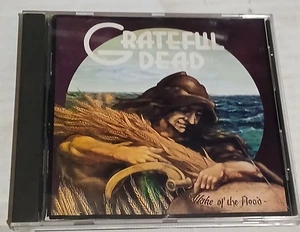 GRATEFUL
DEAD
Wake of the Flood